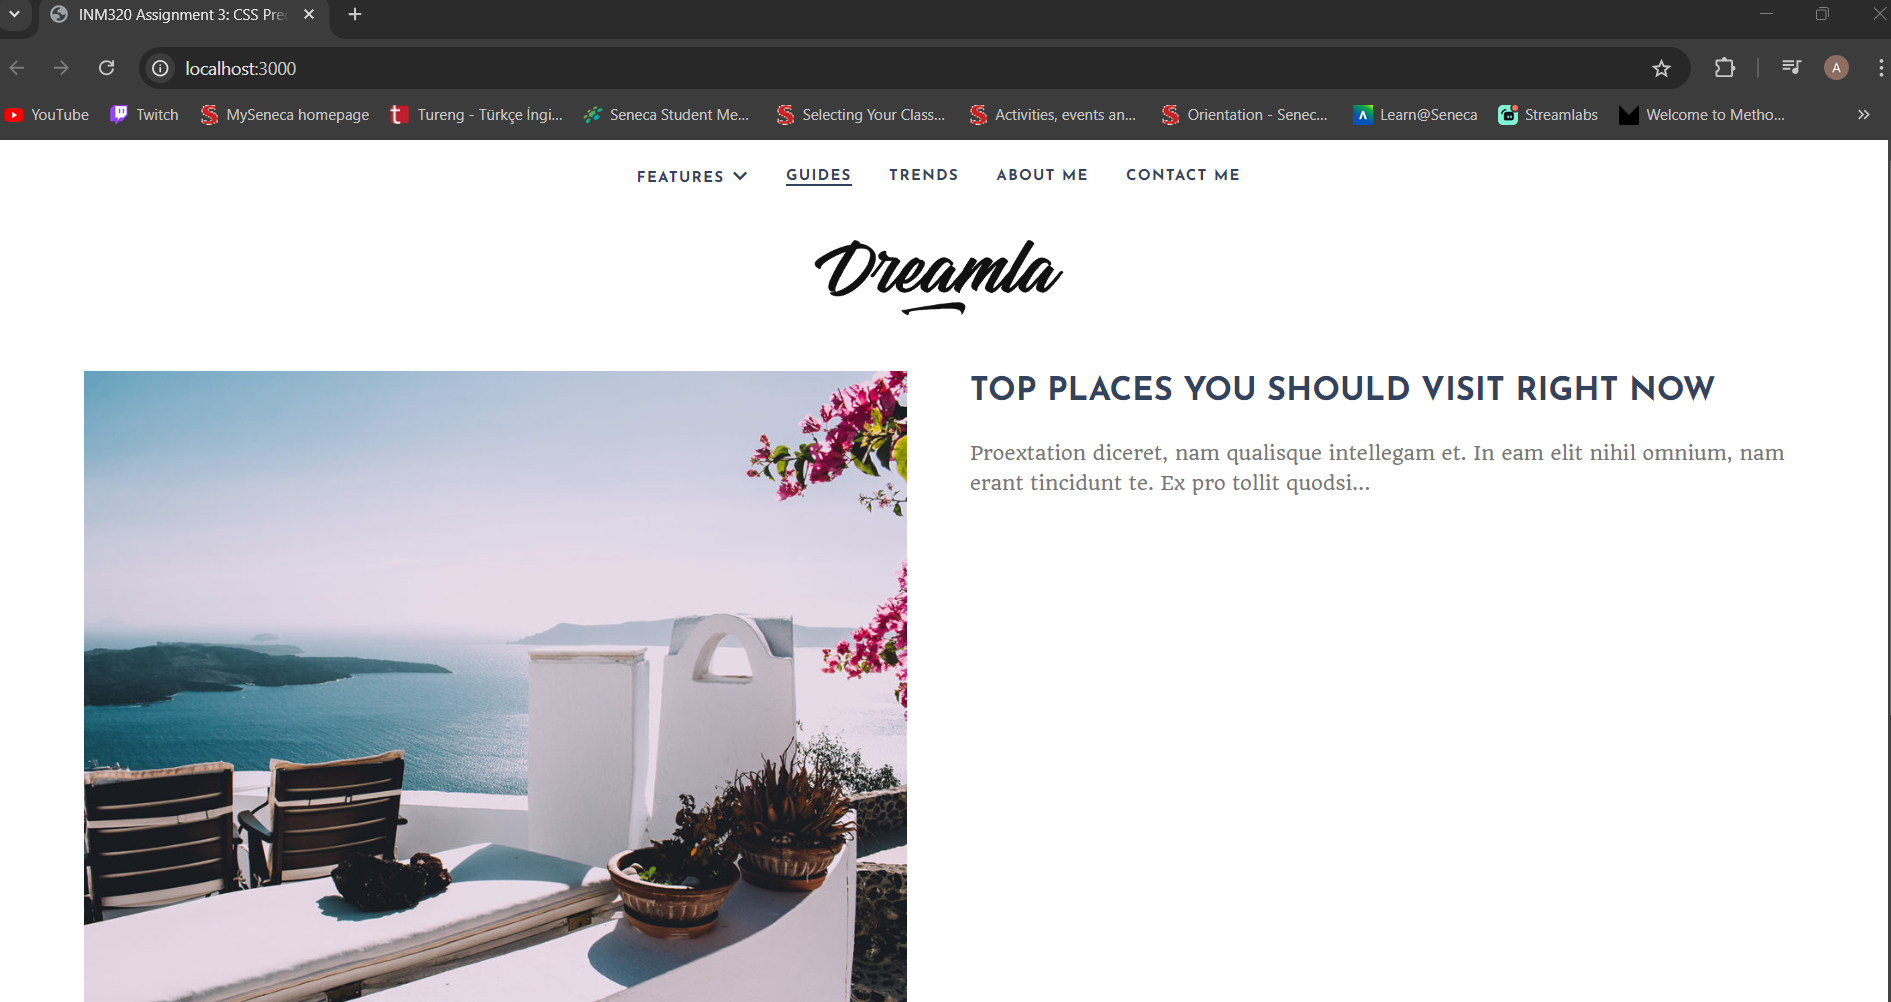 INM320 Assignment 3: CSS Pre
localhost:3000
A
YouTube
Twitch
MySeneca homepage
Tureng - Türkçe İngi...
Seneca Student Me...
Selecting Your Class...
Activities, events an...
Orientation - Senec...
Learn@Seneca
Streamlabs
Welcome to Metho...
FEATURES
GUIDES
TRENDS
ABOUT ME
CONTACT ME
Dreamla
TOP PLACES YOU SHOULD VISIT RIGHT NOW
Proextation diceret, nam qualisque intellegam et. In eam elit nihil omnium, nam
erant tincidunt te. Ex pro tollit quodsi...